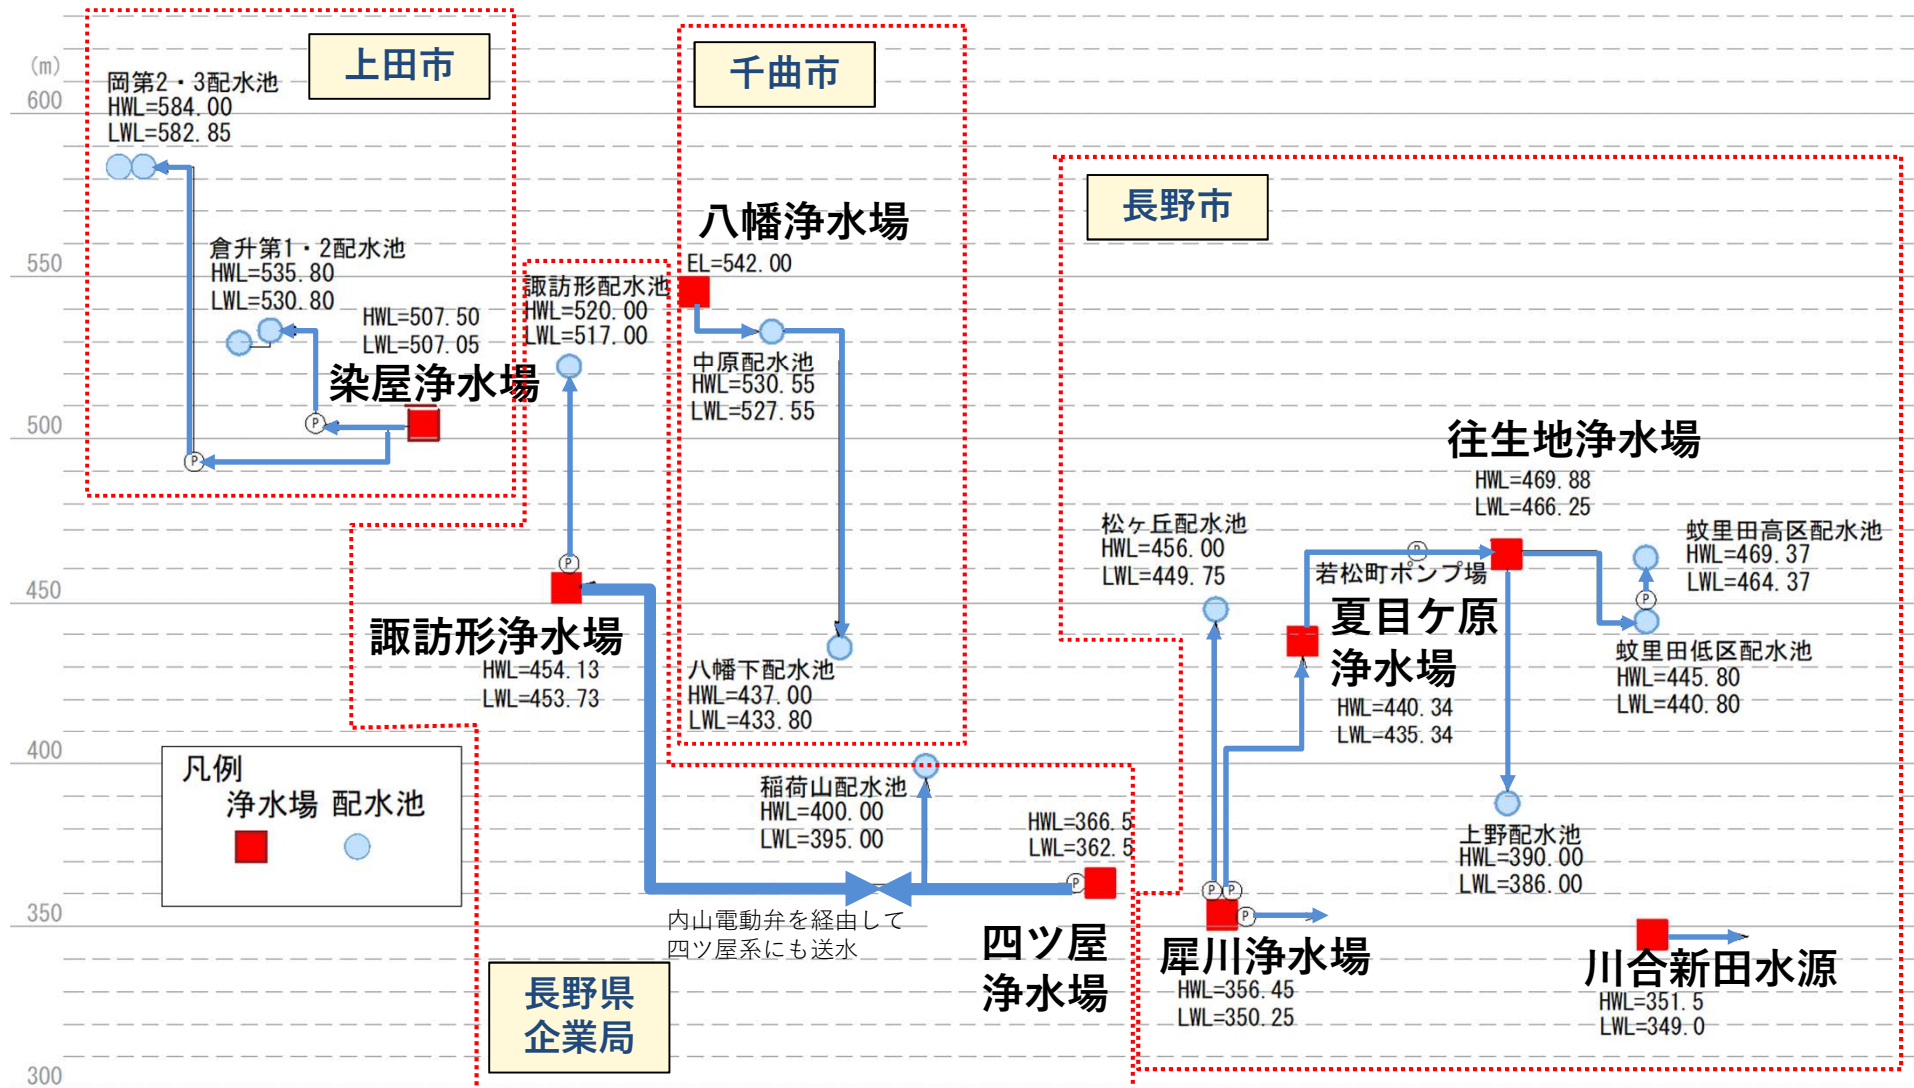 (m)
600
550
500
450
400
350
300
上田市
岡第2・3配水池
HWL=584.00
LWL=582.85
倉升第1・2配水池
HWL=535.80
LWL=530.80
HWL=507.50
LWL=507.05
染屋浄水場
P
P
諏訪形配水池
HWL=520.00
LWL=517.00
P
諏訪形浄水場
HWL=454.13
LWL=453.73
千曲市
八幡浄水場
EL=542.00
中原配水池
HWL=530.55
LWL=527.55
八幡下配水池
HWL=437.00
LWL=433.80
稲荷山配水池
HWL=400.00
LWL=395.00
HWL=366.5
LWL=362.5
P
四ツ屋
浄水場
内山電動弁を経由して
四ツ屋系にも送水
長野県
企業局
長野市
往生地浄水場
HWL=469.88
LWL=466.25
松ヶ丘配水池
HWL=456.00
LWL=449.75
P
若松町ポンプ場
夏目ケ原
浄水場
HWL=440.34
LWL=435.34
蚊里田高区配水池
HWL=469.37
LWL=464.37
P
蚊里田低区配水池
HWL=445.80
LWL=440.80
上野配水池
HWL=390.00
LWL=386.00
P
P
P
犀川浄水場
HWL=356.45
LWL=350.25
川合新田水源
HWL=351.5
LWL=349.0
凡例
浄水場 配水池